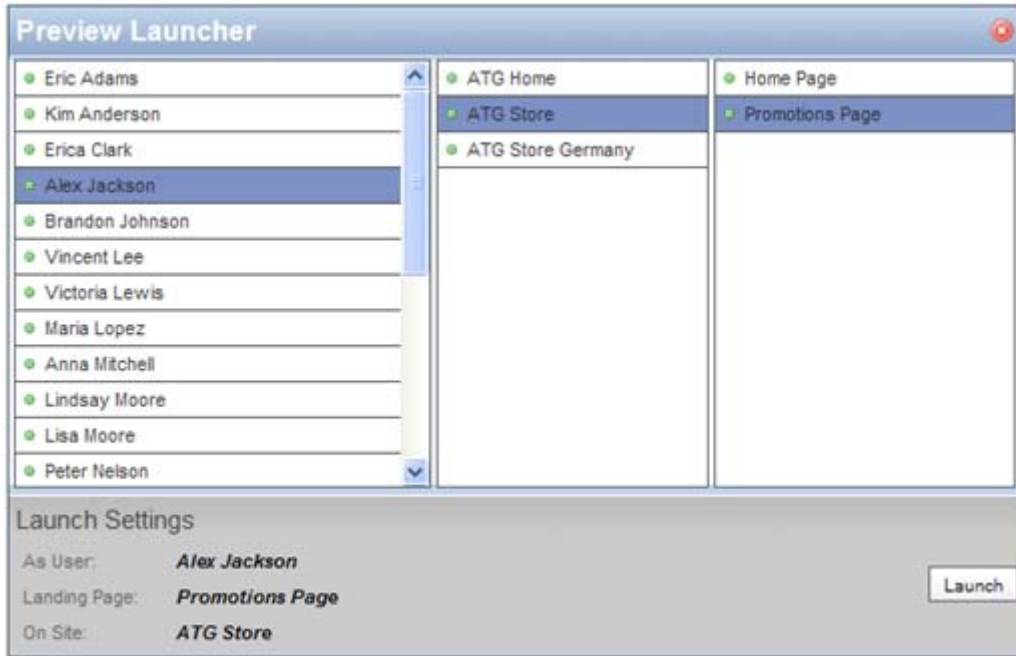 Preview Launcher
Eric Adams
Kim Anderson
Erica Clark
Alex Jackson
Brandon Johnson
Vincent Lee
Victoria Lewis
Maria Lopez
Anna Mitchell
Lindsay Moore
Lisa Moore
Peter Nelson
ATG Home
ATG Store
ATG Store Germany
Home Page
Promotions Page
Launch Settings
As User: Alex Jackson
Landing Page: Promotions Page
On Site: ATG Store
Launch